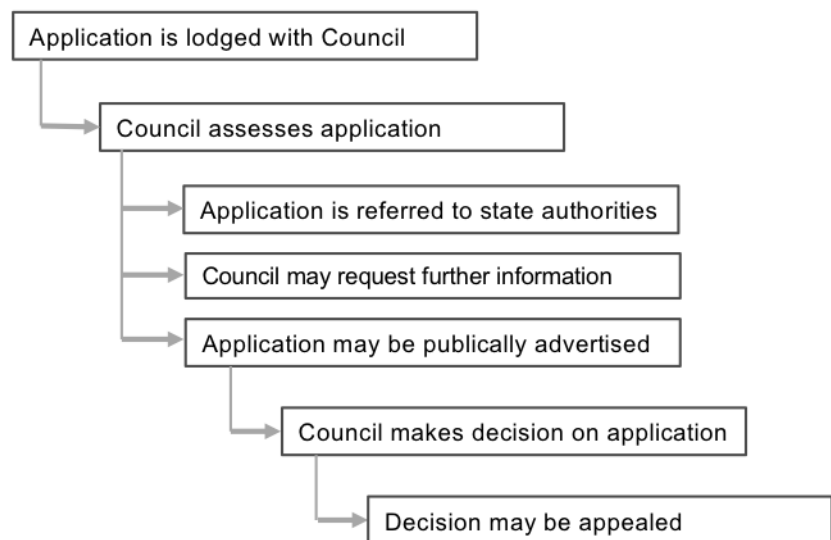 Application is lodged with Council
Council assesses application
Application is referred to state authorities
Council may request further information
Application may be publically advertised
Council makes decision on application
Decision may be appealed